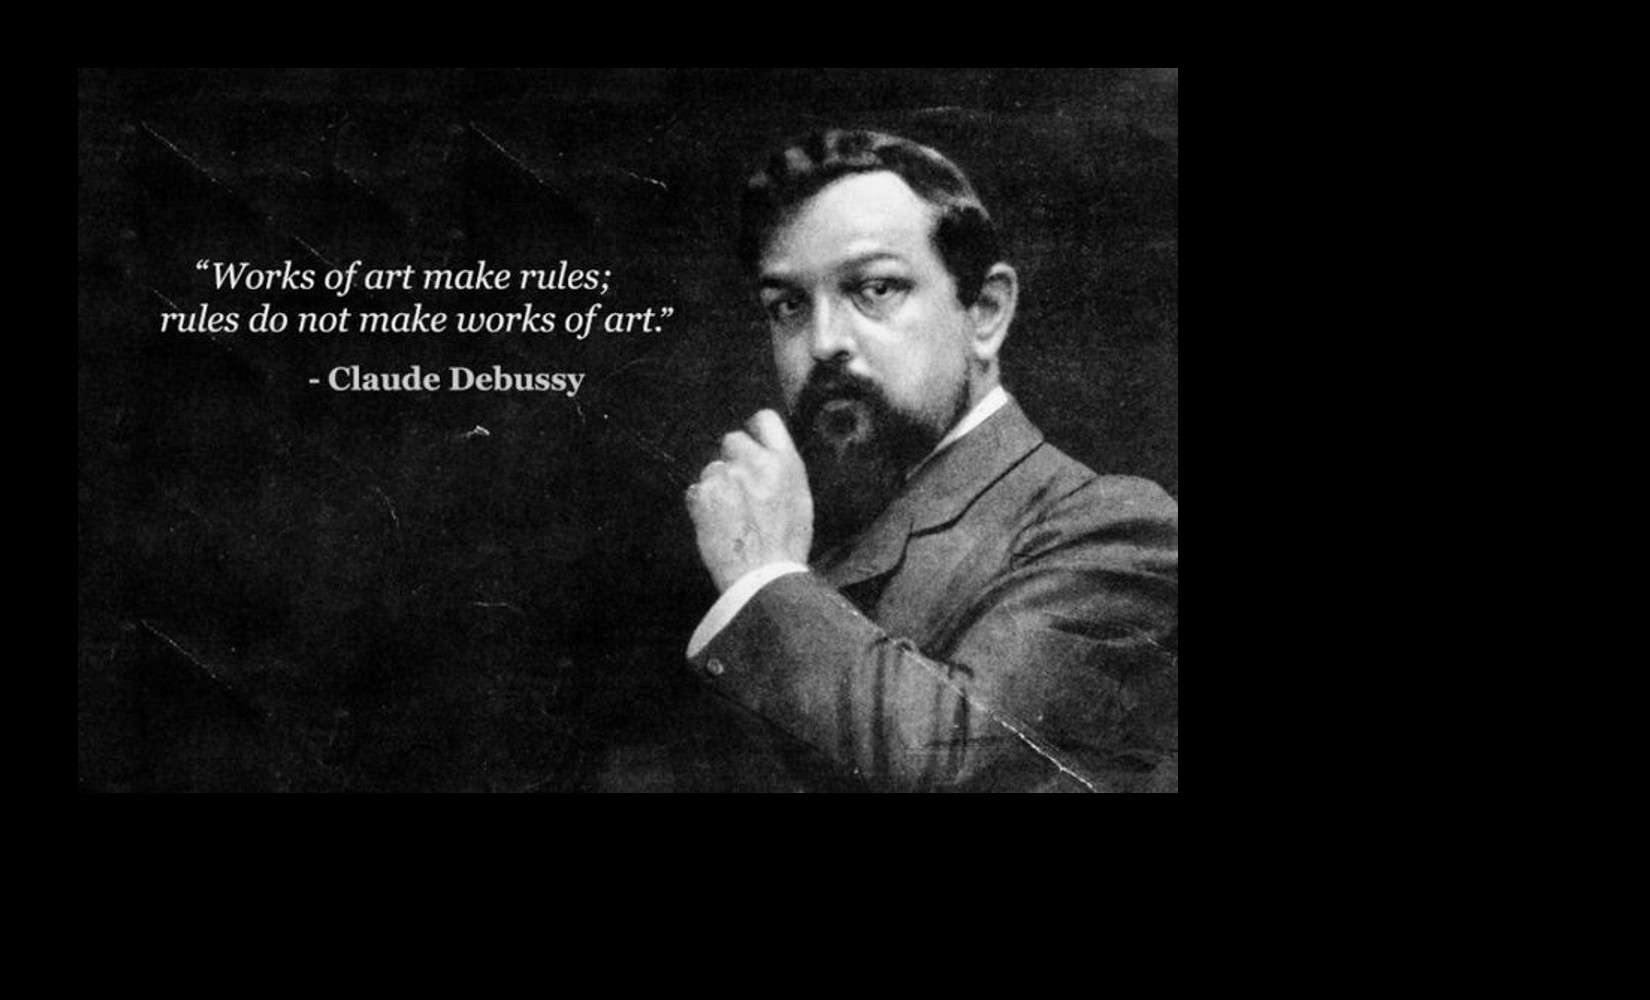 “Works of art make rules;
rules do not make works of art.”
- Claude Debussy